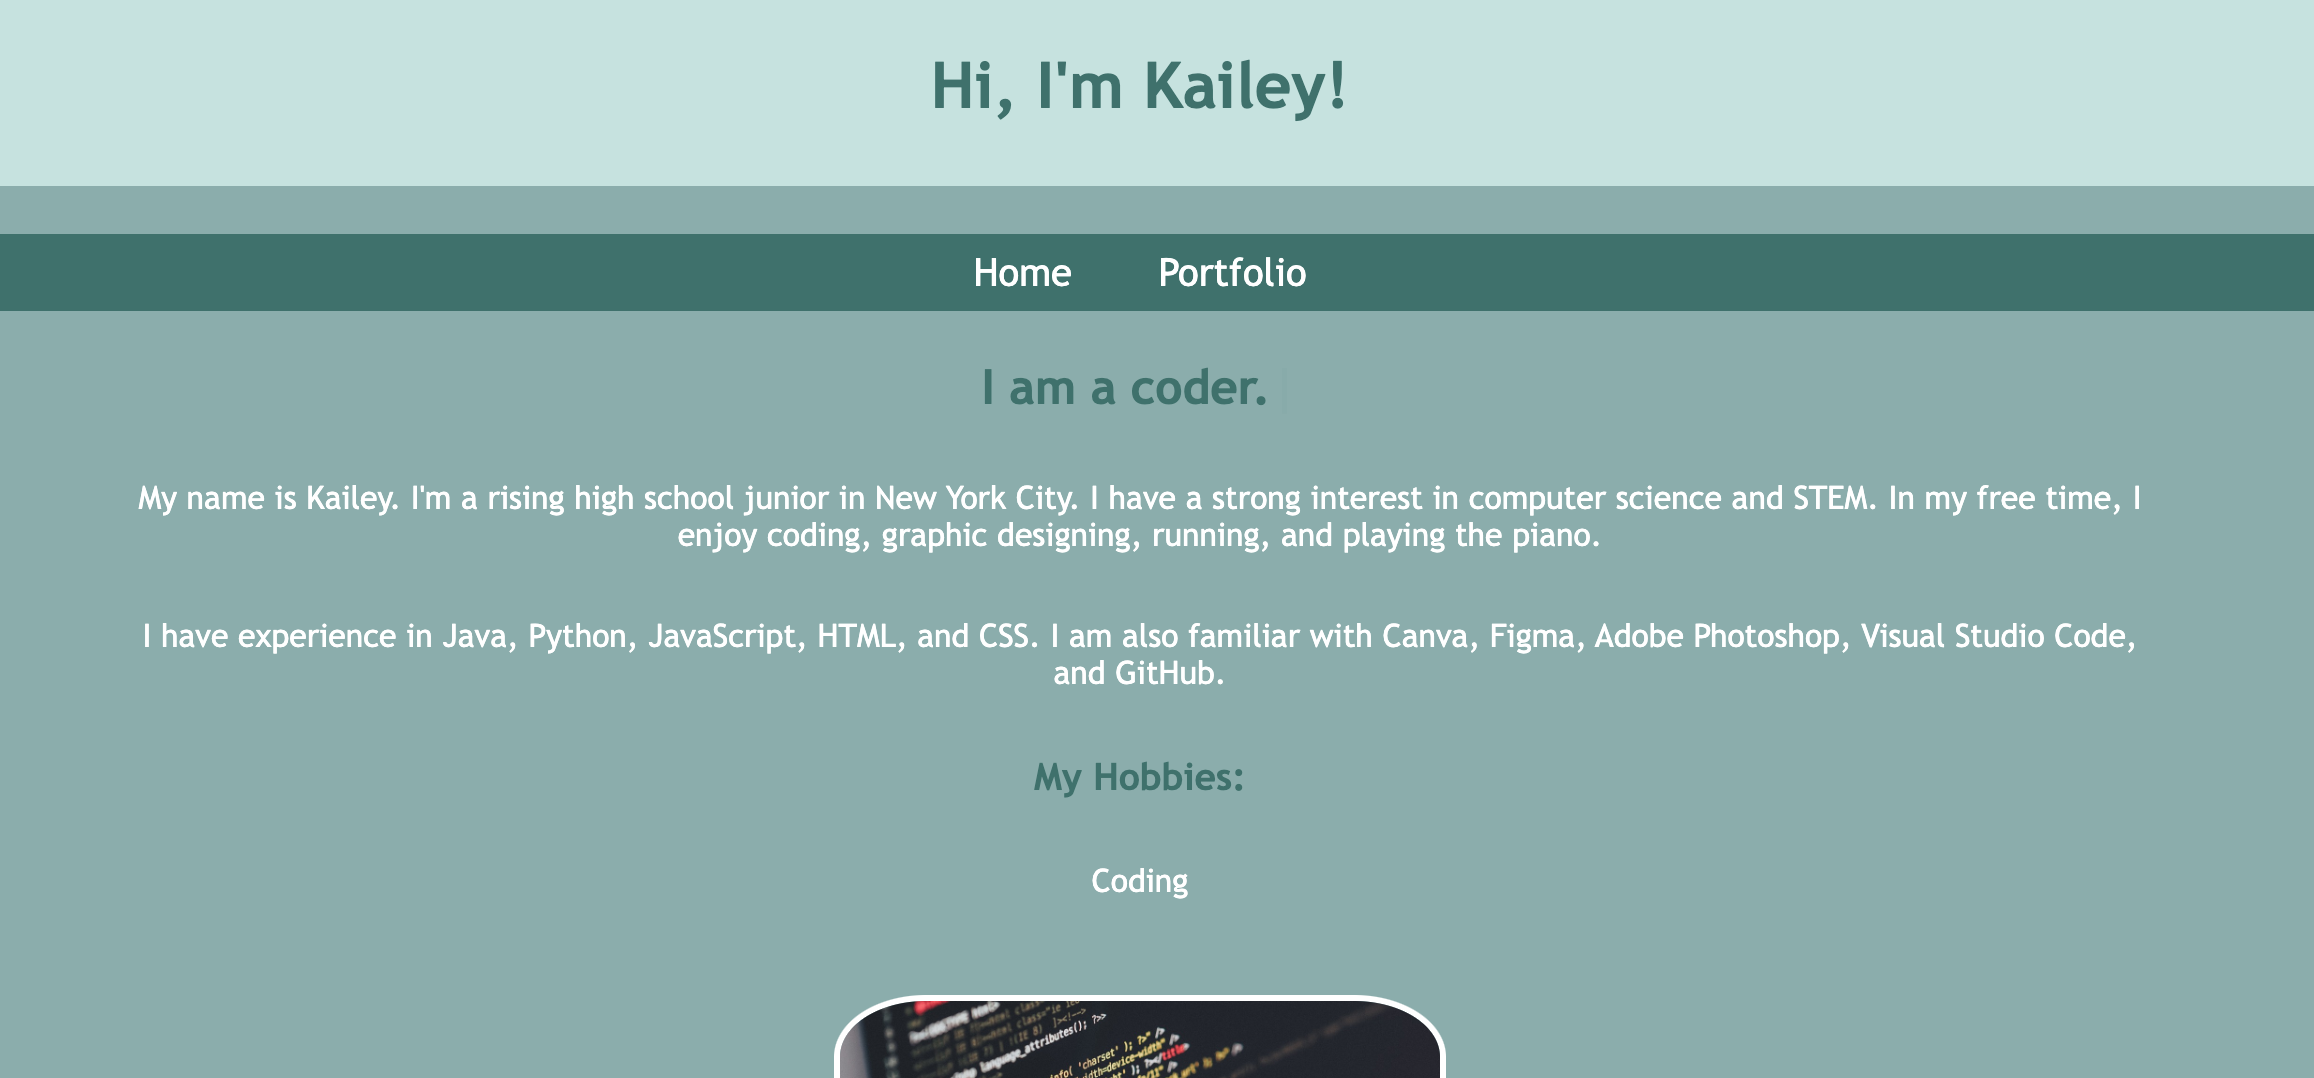 Hi, I'm Kailey!
Home Portfolio
I am a coder.
My name is Kailey. I'm a rising high school junior in New York City. I have a strong interest in computer science and STEM. In my free time, I
enjoy coding, graphic designing, running, and playing the piano.
I have experience in Java, Python, JavaScript, HTML, and CSS. I am also familiar with Canva, Figma, Adobe Photoshop, Visual Studio Code,
and GitHub.
My Hobbies:
Coding
language_attributes(); ?>
'charset' ); ?>" />
</title>